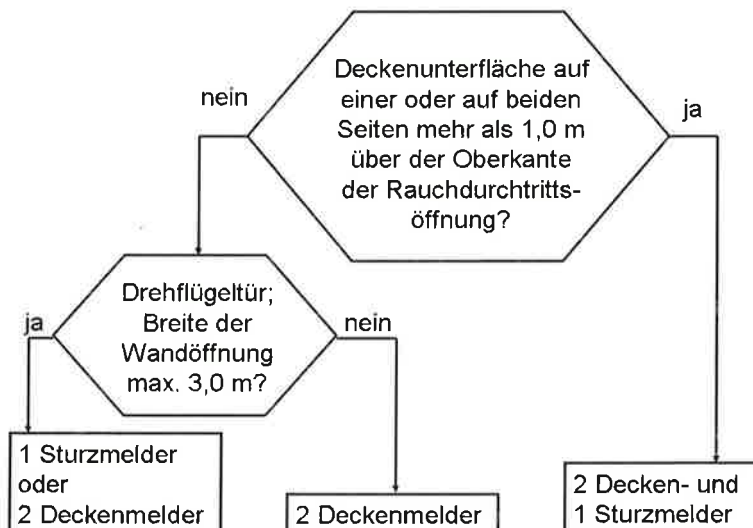 Deckenunterfläche auf
einer oder auf beiden
Seiten mehr als 1,0 m
über der Oberkante
der Rauchdurchtritts-
öffnung?
nein
ja
Drehflügeltür;
Breite der
Wandöffnung
max. 3,0 m?
ja
nein
1 Sturzmelder
oder
2 Deckenmelder
2 Deckenmelder
2 Decken- und
1 Sturzmelder